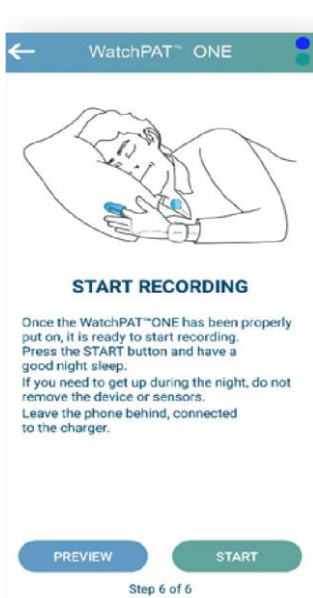 WatchPAT™ ONE
START RECORDING
Once the WatchPAT™ONE has been properly
put on, it is ready to start recording.
Press the START button and have a
good night sleep.
If you need to get up during the night, do not
remove the device or sensors.
Leave the phone behind, connected
to the charger.
PREVIEW
START
Step 6 of 6